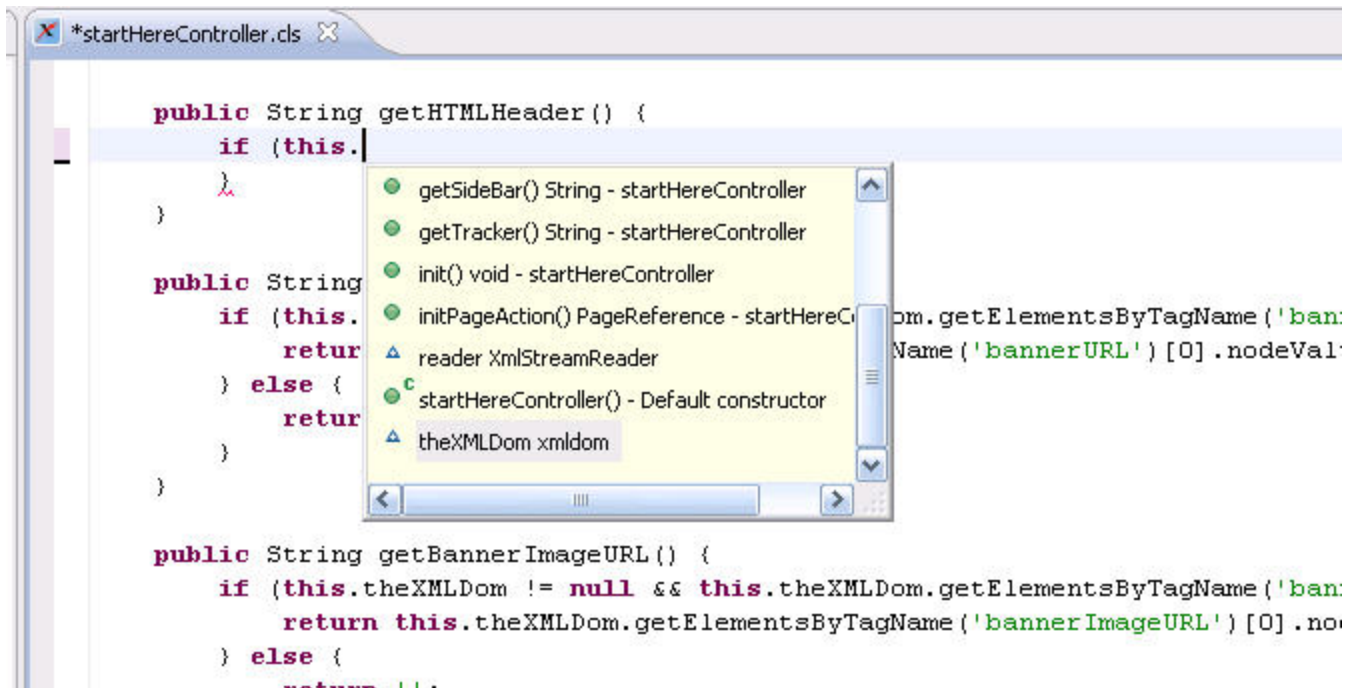 *startHereController.cls
public String getHTMLHeader() {
if (this.
}
}
getSideBar() String - startHereController
getTracker() String - startHereController
init() void - startHereController
initPageAction() PageReference - startHereC
reader XmlStreamReader
startHereController() - Default constructor
theXMLDom xmldom
public String
if (this. om.getElementsByTagName('ban
retur Name('bannerURL')[0].nodeVal
} else {
retur
}
}
public String getBannerImageURL() {
if (this.theXMLDom != null && this.theXMLDom.getElementsByTagName('ban
return this.theXMLDom.getElementsByTagName('bannerImageURL')[0].no
} else {
return '';